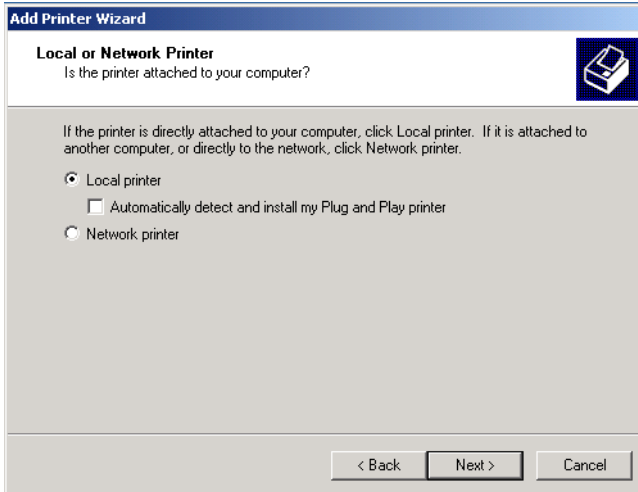 Add Printer Wizard
Local or Network Printer
Is the printer attached to your computer?
If the printer is directly attached to your computer, click Local printer. If it is attached to
another computer, or directly to the network, click Network printer.
Local printer
Automatically detect and install my Plug and Play printer
Network printer
< Back Next > Cancel